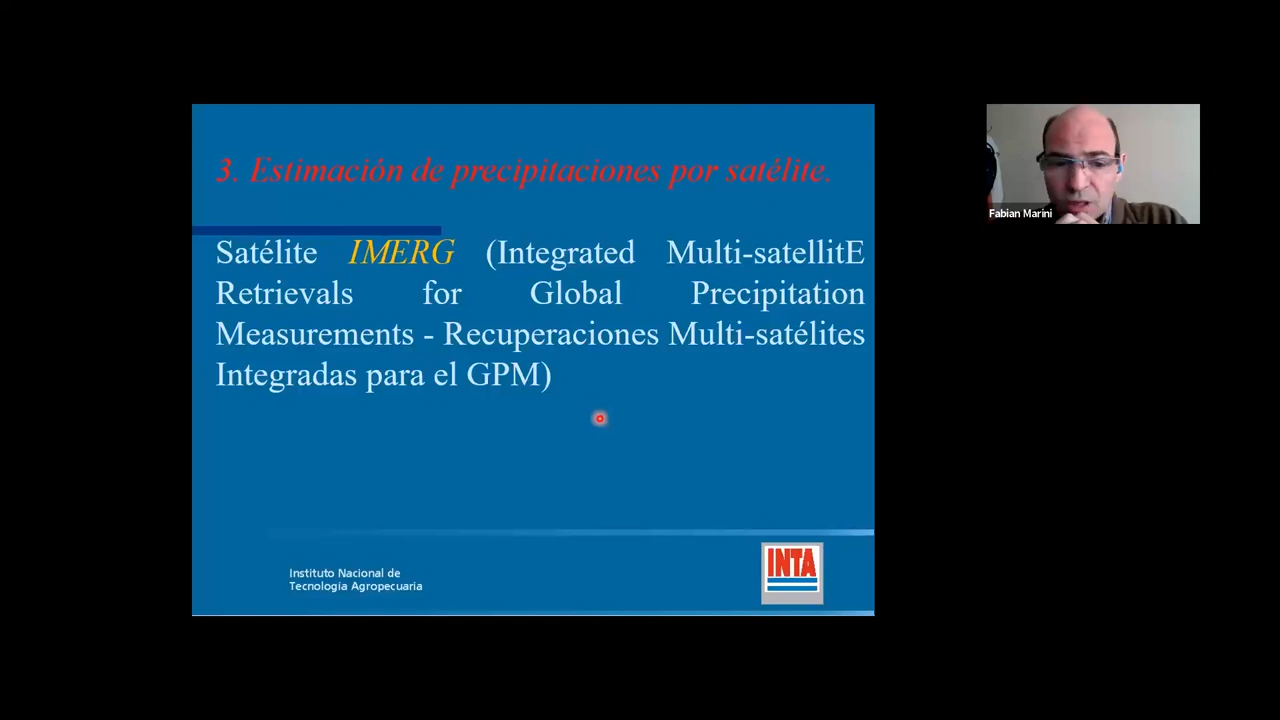 3. Estimación de precipitaciones por satélite.
Satélite IMERG (Integrated Multi-satellitE
Retrievals for Global Precipitation
Measurements - Recuperaciones Multi-satélites
Integradas para el GPM)
Instituto Nacional de
Tecnología Agropecuaria
INTA
Fabian Marini